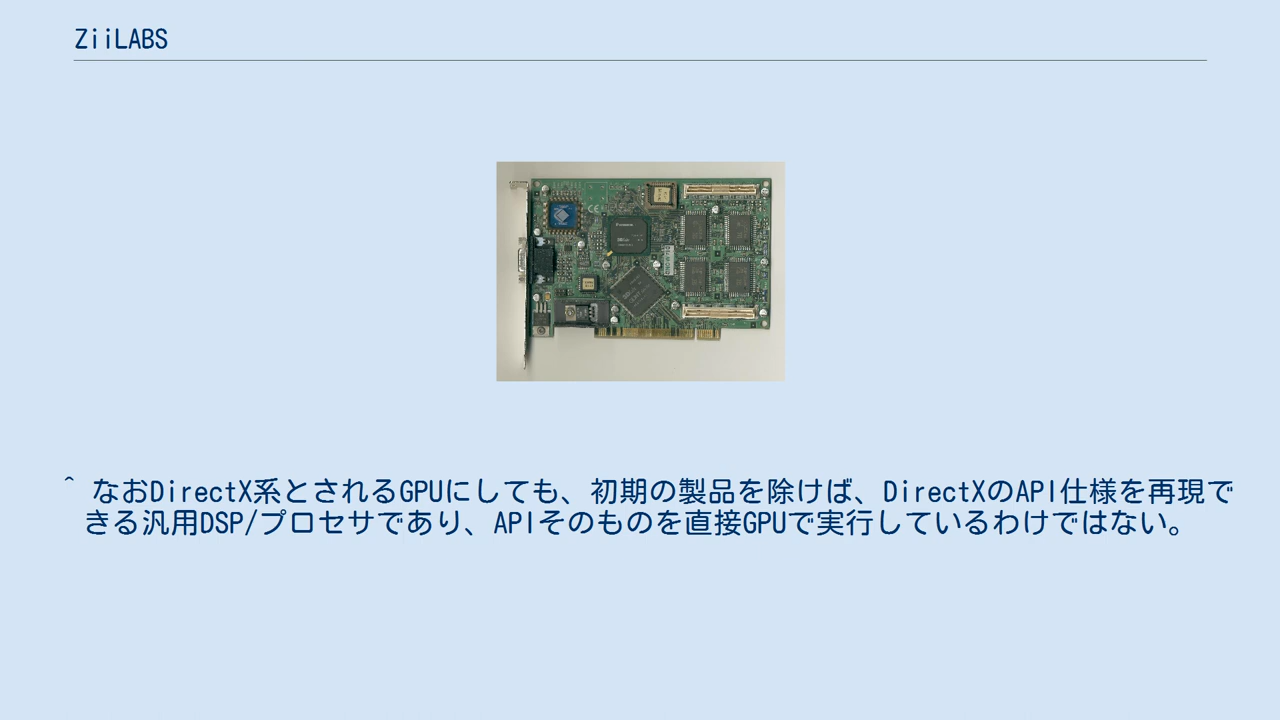 ZiiLABS
^ なおDirectX系とされるGPUにしても、初期の製品を除けば、DirectXのAPI仕様を再現で
きる汎用DSP/プロセサであり、APIそのものを直接GPUで実行しているわけではない。